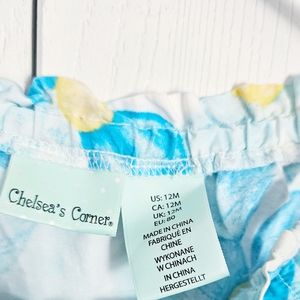 Chelsea's Corner®
US: 12M
CA: 12M
UK: 12M
EU: 80
MADE IN CHINA
FABRIQUÉ EN
CHINE
WYKONANE
W CHINACH
IN CHINA
HERGESTELLT